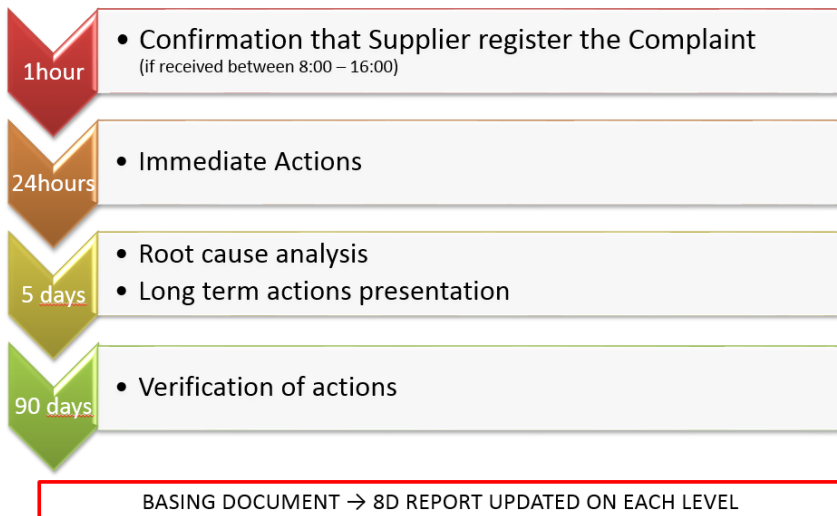 1hour
• Confirmation that Supplier register the Complaint
(if received between 8:00 – 16:00)
24hours
• Immediate Actions
5 days
• Root cause analysis
• Long term actions presentation
90 days
• Verification of actions
BASING DOCUMENT → 8D REPORT UPDATED ON EACH LEVEL